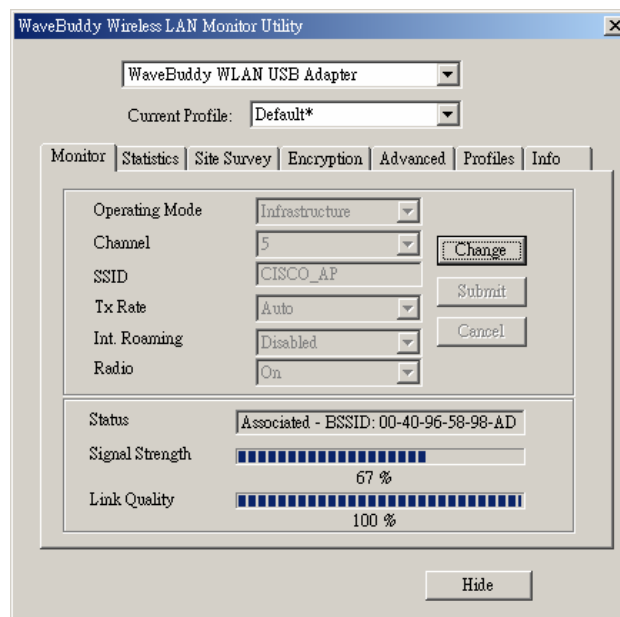 WaveBuddy Wireless LAN Monitor Utility
WaveBuddy WLAN USB Adapter
Current Profile: Default*
Monitor Statistics Site Survey Encryption Advanced Profiles Info
Operating Mode Infrastructure
Channel 5
Change
SSID CISCO_AP
Submit
Tx Rate Auto
Cancel
Int. Roaming Disabled
Radio On
Status Associated - BSSID: 00-40-96-58-98-AD
Signal Strength
67 %
Link Quality
100 %
Hide